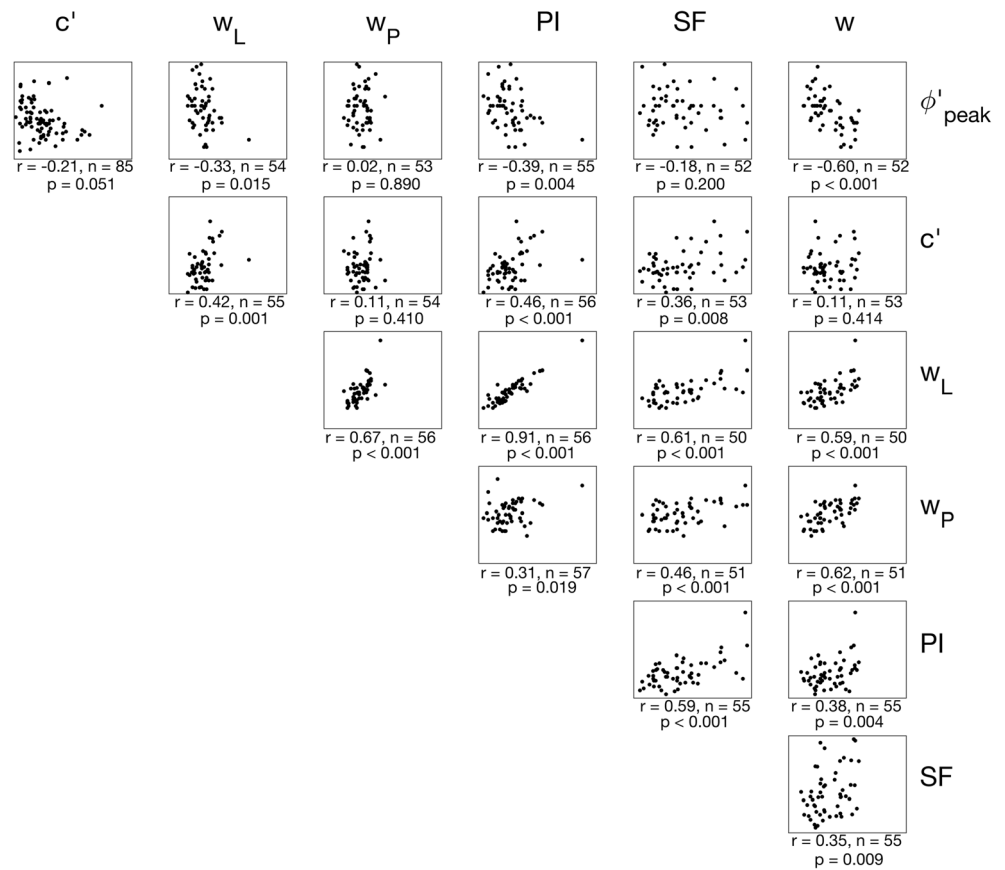 c' w_L w_P PI SF w
ϕ'_peak
r = -0.21, n = 85 r = -0.33, n = 54 r = 0.02, n = 53 r = -0.39, n = 55 r = -0.18, n = 52 r = -0.60, n = 52
p = 0.051 p = 0.015 p = 0.890 p = 0.004 p = 0.200 p < 0.001
c'
r = 0.42, n = 55 r = 0.11, n = 54 r = 0.46, n = 56 r = 0.36, n = 53 r = 0.11, n = 53
p = 0.001 p = 0.410 p < 0.001 p = 0.008 p = 0.414
w_L
r = 0.67, n = 56 r = 0.91, n = 56 r = 0.61, n = 50 r = 0.59, n = 50
p < 0.001 p < 0.001 p < 0.001 p < 0.001
w_P
r = 0.31, n = 57 r = 0.46, n = 51 r = 0.62, n = 51
p = 0.019 p < 0.001 p < 0.001
PI
r = 0.59, n = 55 r = 0.38, n = 55
p < 0.001 p = 0.004
SF
r = 0.35, n = 55
p = 0.009